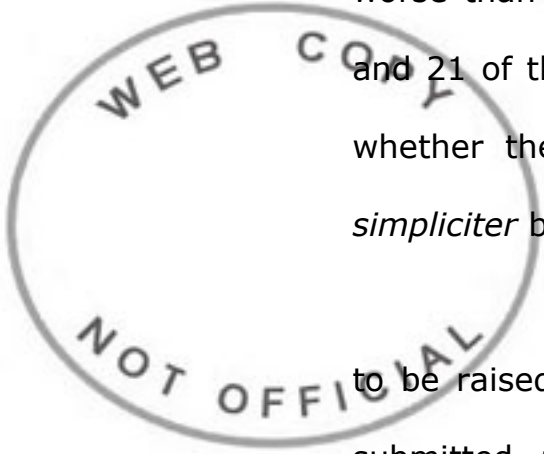 worse than
WEB COPY
and 21 of th
whether the
simpliciter b
NOT OFFICIAL
to be raised
submitted